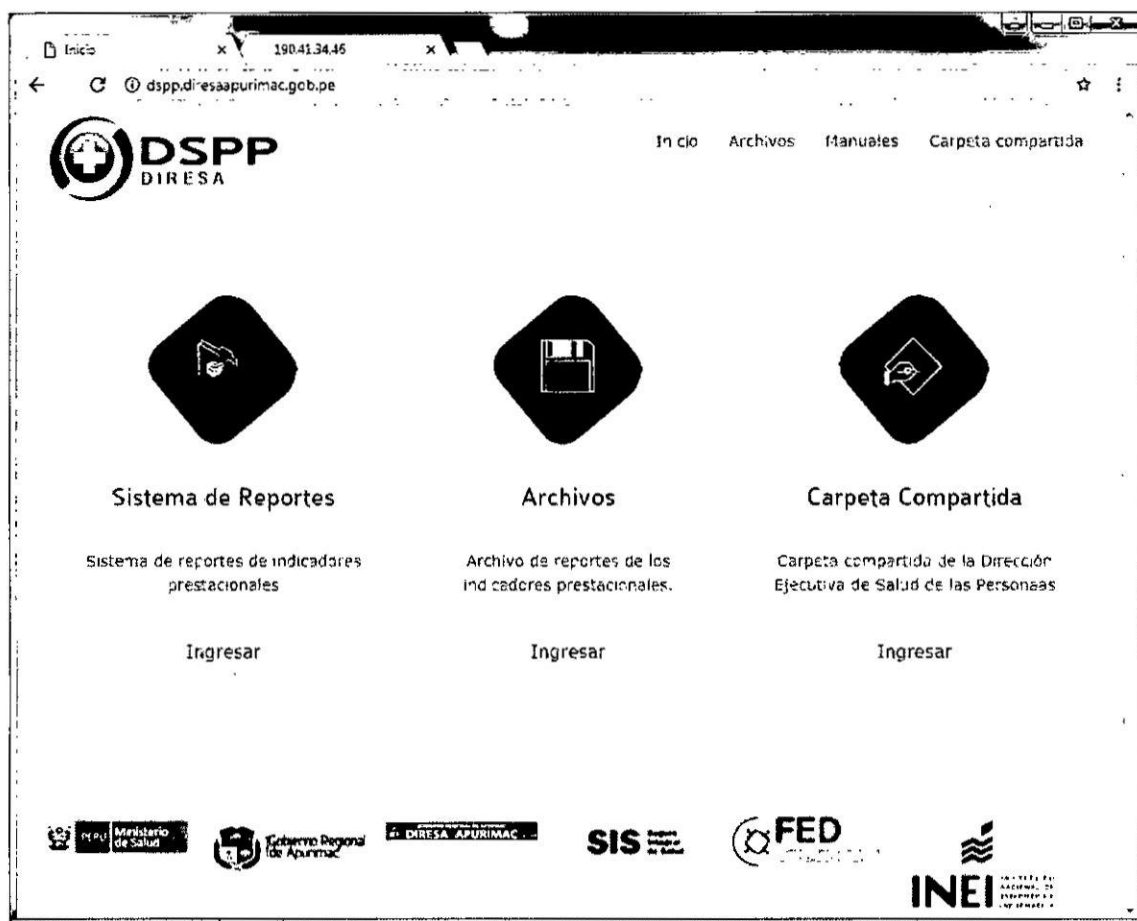 Inicio
190.41.34.46
dspp.diresaapurimac.gob.pe
DSPP
DIRESA
Inicio Archivos Manuales Carpeta compartida
Sistema de Reportes
Archivos
Carpeta Compartida
Sistema de reportes de indicadores
prestacionales
Archivo de reportes de los
indicadores prestacionales.
Carpeta compartida de la Dirección
Ejecutiva de Salud de las Personaas
Ingresar
Ingresar
Ingresar
PERÚ Ministerio
de Salud
Gobierno Regional
de Apurímac
DIRESA APURIMAC
SIS
FED
INEI